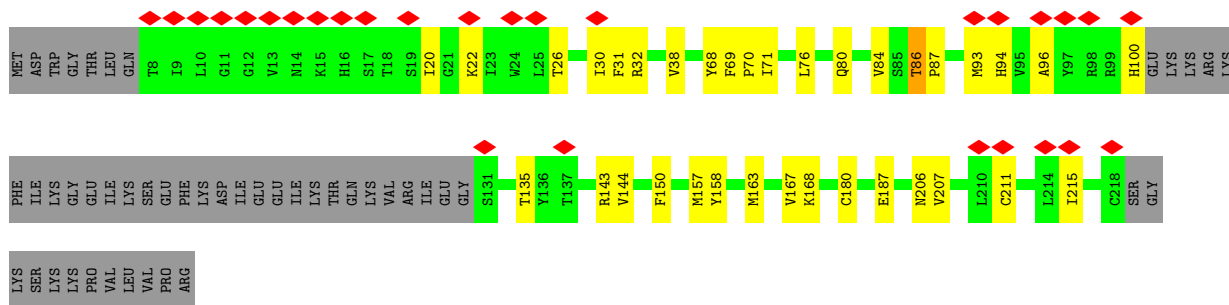 MET ASP TRP GLY THR LEU GLN T8 I9 L10 G11 G12 V13 N14 K15 H16 S17 T18 S19 I20 G21 K22 I23 W24 L25 T26 I30 F31 R32 V38 Y68 F69 P70 I71 L76 Q80 V84 S85 T86 P87 M93 H94 V95 A96 Y97 R98 R99 H100 GLU LYS LYS ARG LYS
PHE ILE LYS GLY GLU ILE LYS SER GLU PHE LYS ASP ILE GLU GLU ILE LYS THR GLN LYS VAL ARG ILE GLU GLY S131 T135 Y136 T137 R143 V144 F150 M157 Y158 M163 V167 K168 C180 E187 N206 V207 L210 C211 L214 I215 C218 SER GLY
LYS SER LYS LYS PRO VAL LEU VAL PRO ARG